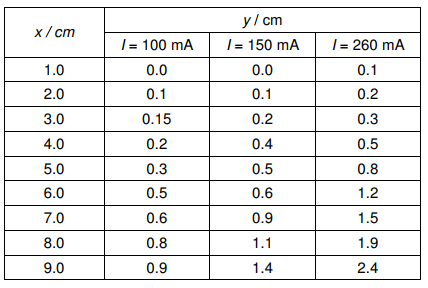 x / cm
y / cm
I = 100 mA I = 150 mA I = 260 mA
1.0 0.0 0.0 0.1
2.0 0.1 0.1 0.2
3.0 0.15 0.2 0.3
4.0 0.2 0.4 0.5
5.0 0.3 0.5 0.8
6.0 0.5 0.6 1.2
7.0 0.6 0.9 1.5
8.0 0.8 1.1 1.9
9.0 0.9 1.4 2.4